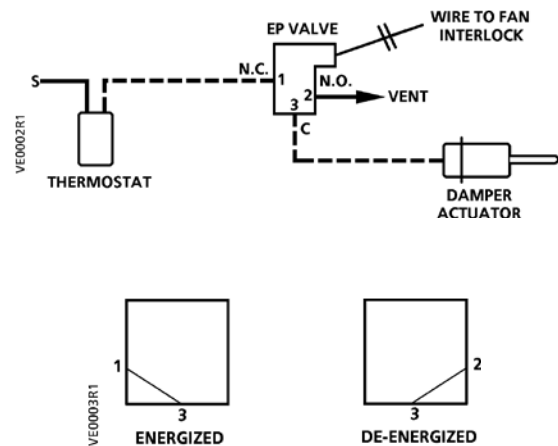 EP VALVE
WIRE TO FAN
INTERLOCK
N.C.
1
N.O.
2
VENT
3
C
S
THERMOSTAT
DAMPER
ACTUATOR
VE0002R1
1
3
ENERGIZED
2
3
DE-ENERGIZED
VE0003R1